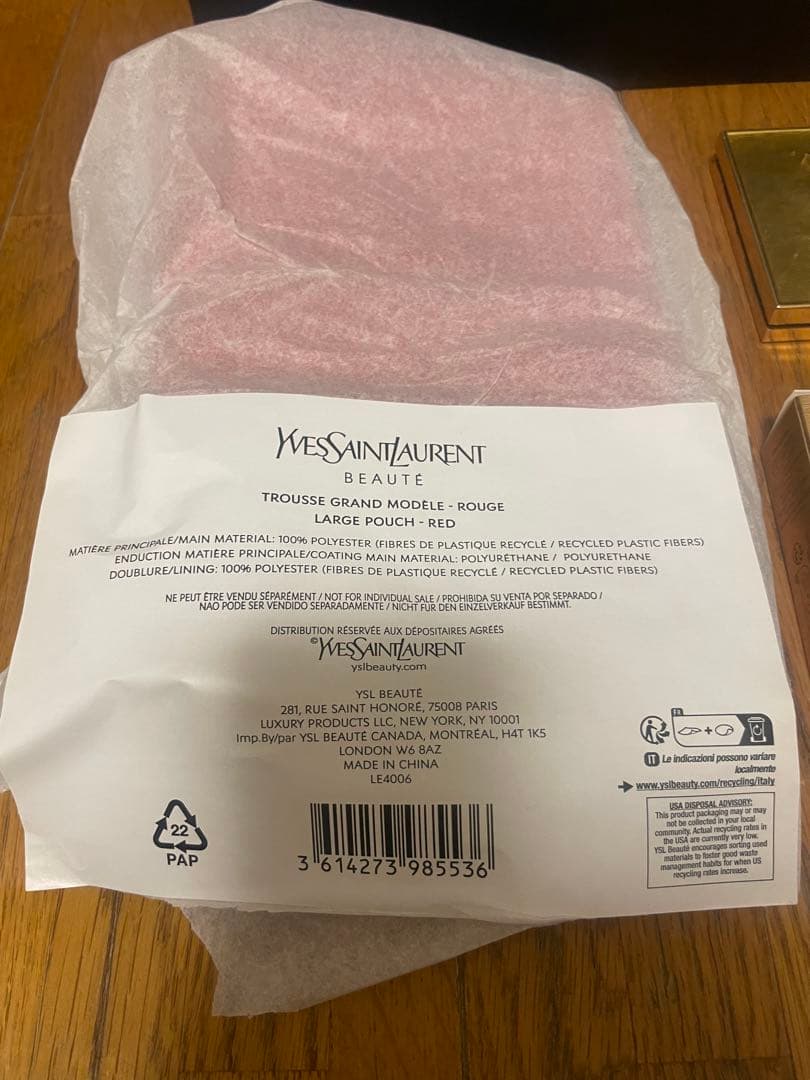 YVESSAINTLAURENT
BEAUTÉ
TROUSSE GRAND MODÈLE - ROUGE
LARGE POUCH - RED
MATIÈRE PRINCIPALE/MAIN MATERIAL: 100% POLYESTER (FIBRES DE PLASTIQUE RECYCLÉ / RECYCLED PLASTIC FIBERS)
ENDUCTION MATIÈRE PRINCIPALE/COATING MAIN MATERIAL: POLYURÉTHANE / POLYURETHANE
DOUBLURE/LINING: 100% POLYESTER (FIBRES DE PLASTIQUE RECYCLÉ / RECYCLED PLASTIC FIBERS)
NE PEUT ÊTRE VENDU SÉPARÉMENT / NOT FOR INDIVIDUAL SALE / PROHIBIDA SU VENTA POR SEPARADO /
NAO PODE SER VENDIDO SEPARADAMENTE / NICHT FÜR DEN EINZELVERKAUF BESTIMMT.
DISTRIBUTION RÉSERVÉE AUX DÉPOSITAIRES AGRÉÉS
©YVESSAINTLAURENT
yslbeauty.com
YSL BEAUTÉ
281, RUE SAINT HONORÉ, 75008 PARIS
LUXURY PRODUCTS LLC, NEW YORK, NY 10001
Imp.By/par YSL BEAUTÉ CANADA, MONTRÉAL, H4T 1K5
LONDON W6 8AZ
MADE IN CHINA
LE4006
22
PAP
3 614273 985536
FR
+
IT Le indicazioni possono variare
localmente
www.yslbeauty.com/recycling/italy
USA DISPOSAL ADVISORY:
This product packaging may or may
not be collected in your local
community. Actual recycling rates in
the USA are currently very low.
YSL Beauté encourages sorting used
materials to foster good waste
management habits for when US
recycling rates increase.